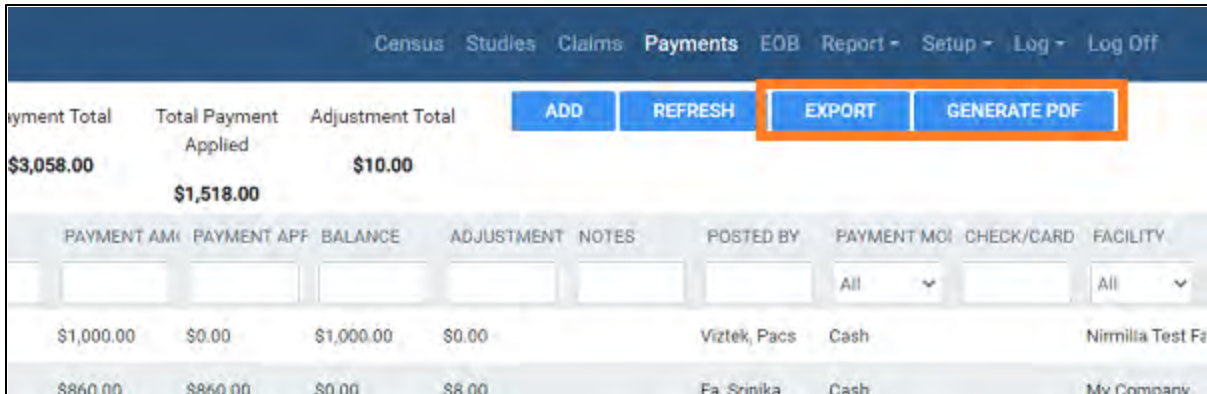 Census Studies Claims Payments EOB Report Setup Log Log Off
ayment Total Total Payment Applied Adjustment Total ADD REFRESH EXPORT GENERATE PDF
$3,058.00 $1,518.00 $10.00
PAYMENT AM PAYMENT APF BALANCE ADJUSTMENT NOTES POSTED BY PAYMENT MO CHECK/CARD FACILITY
All All
$1,000.00 $0.00 $1,000.00 $0.00 Viztek, Pacs Cash Nirmilla Test Fa
$860.00 $860.00 $0.00 $8.00 Fa, Srinika Cash My Company